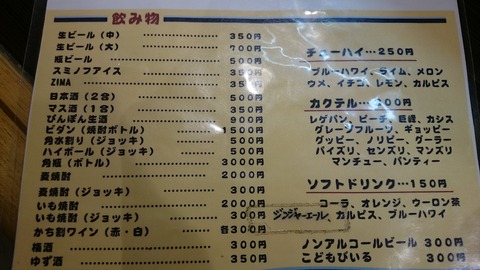 飲み物
生ビール（中） 350円
生ビール（大） 700円
瓶ビール 500円
スミノフアイス 350円
ZIMA 350円
日本酒（2合） 500円
マス酒（1合） 350円
ぴんぽん生酒 900円
ビダン（焼酎ボトル） 1500円
角水割り（ジョッキ） 500円
ハイボール（ジョッキ） 500円
角瓶（ボトル） 3000円
麦焼酎
麦焼酎（ジョッキ） 300円
いも焼酎 2000円
いも焼酎（ジョッキ） 300円
かち割ワイン（赤・白） 各300円
梅酒 300円
ゆず酒 350円
チューハイ…250円
ブルーハワイ、ライム、メロン
ウメ、イチゴ、レモン、カルピス
カクテル…300円
レゲパン、ピーチ、巨峰、カシス
グレープフルーツ、ギョッピー
グッピー、ノリピー、グーラー
パイズリ、センズリ、マンズリ
マンチュー、パンティー
ソフトドリンク…150円
コーラ、オレンジ、ウーロン茶
ジンジャーエール、カルピス、ブルーハワイ
ノンアルコールビール 300円
こどもびいる 300円